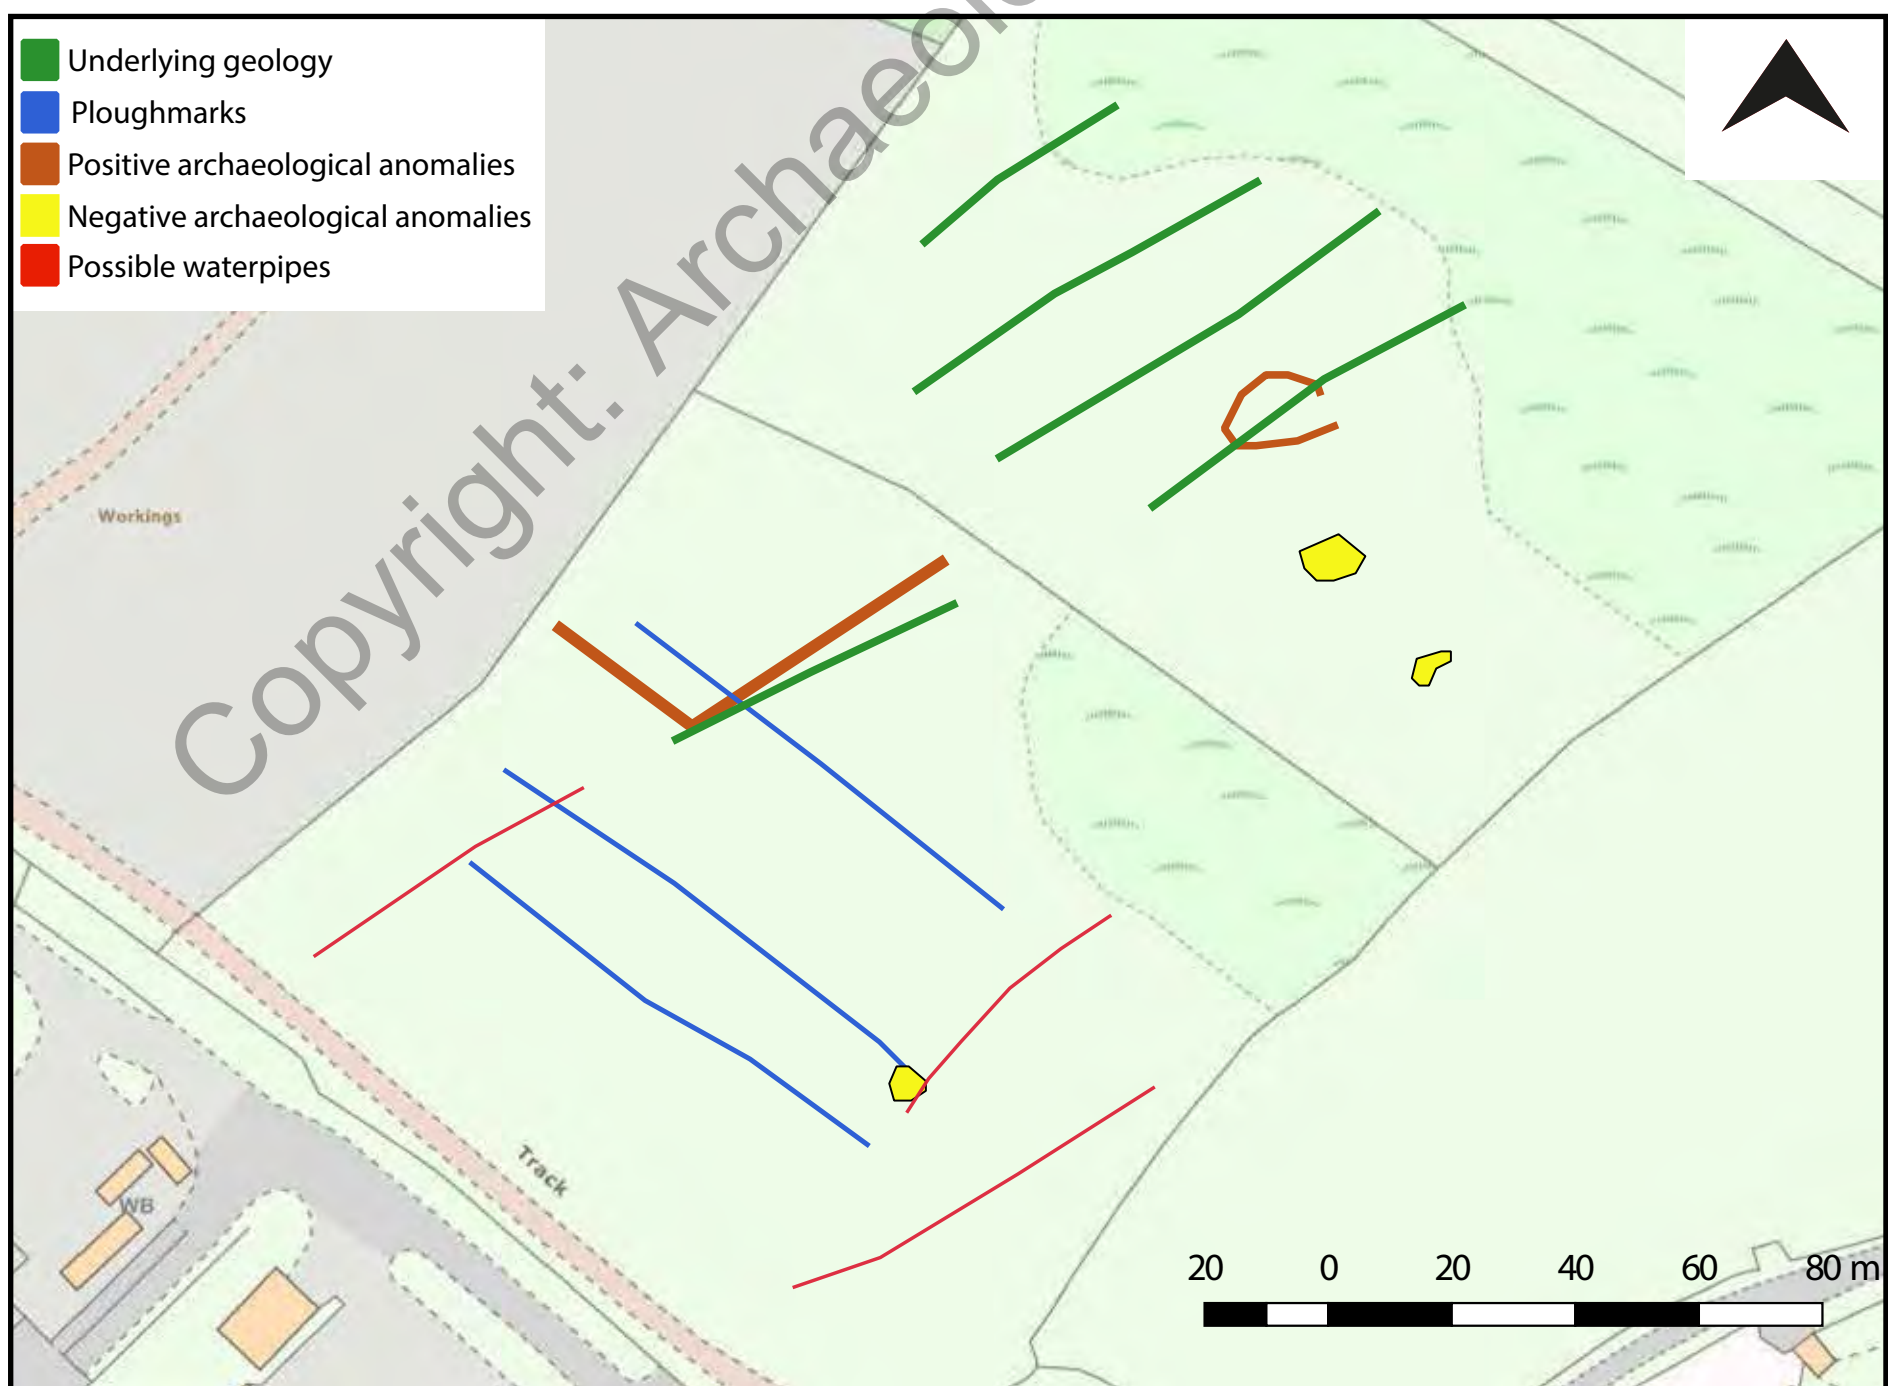 Underlying geology
Ploughmarks
Positive archaeological anomalies
Negative archaeological anomalies
Possible waterpipes
Copyright:
Workings
Track
WB
20 0 20 40 60 80 m